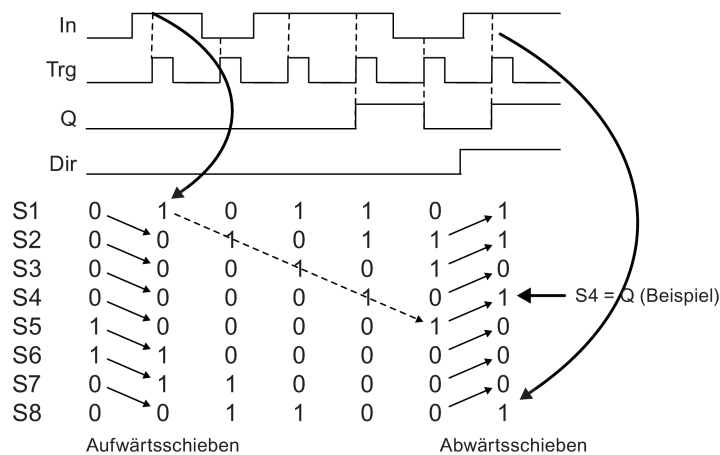 In
Trg
Q
Dir
S1 0 1 0 1 1 0 1
S2 0 0 1 0 1 1 1
S3 0 0 0 1 0 1 0
S4 0 0 0 0 1 0 1 S4 = Q (Beispiel)
S5 1 0 0 0 0 1 0
S6 1 1 0 0 0 0 0
S7 0 1 1 0 0 0 0
S8 0 0 1 1 0 0 1
Aufwärtsschieben Abwärtsschieben